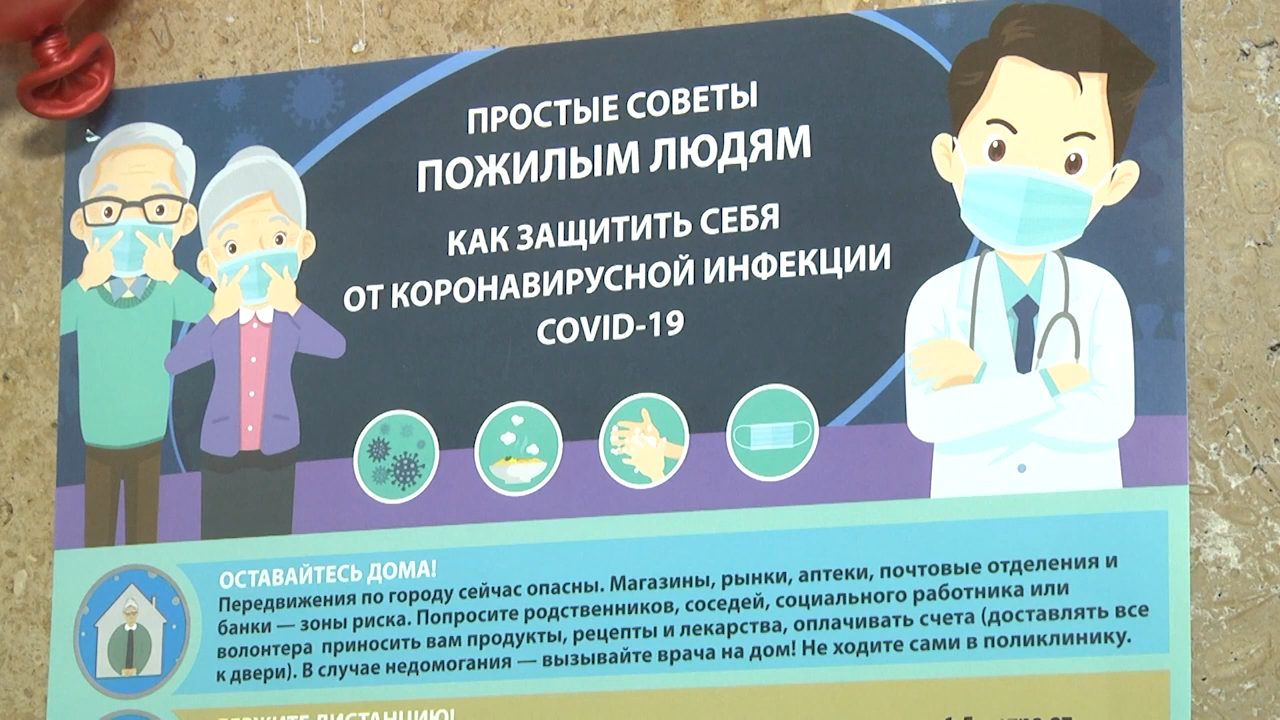 ПРОСТЫЕ СОВЕТЫ
ПОЖИЛЫМ ЛЮДЯМ
КАК ЗАЩИТИТЬ СЕБЯ
ОТ КОРОНАВИРУСНОЙ ИНФЕКЦИИ
COVID-19
ОСТАВАЙТЕСЬ ДОМА!
Передвижения по городу сейчас опасны. Магазины, рынки, аптеки, почтовые отделения и
банки — зоны риска. Попросите родственников, соседей, социального работника или
волонтера приносить вам продукты, рецепты и лекарства, оплачивать счета (доставлять все
к двери). В случае недомогания — вызывайте врача на дом! Не ходите сами в поликлинику.
ДИСТАНЦИЮ!